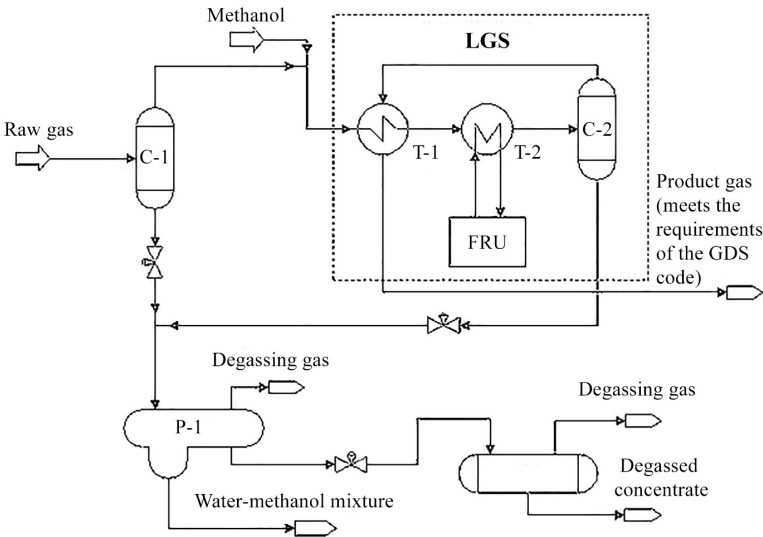 Methanol
LGS
Raw gas
C-1
T-1
T-2
C-2
FRU
Product gas
(meets the
requirements
of the GDS
code)
Degassing gas
P-1
Water-methanol mixture
Degassing gas
Degassed
concentrate